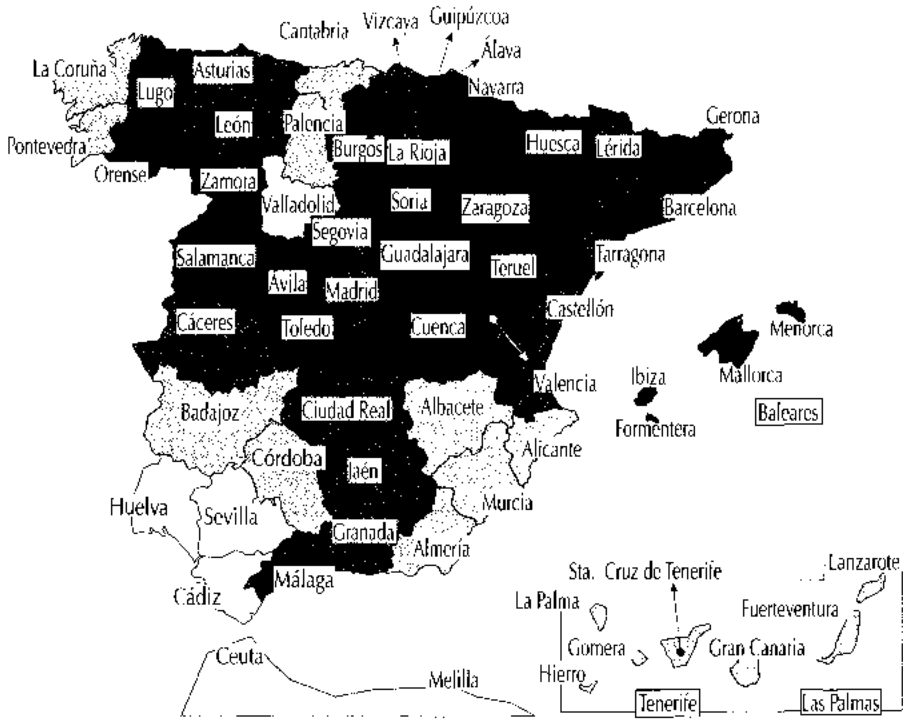 Cantabria
Vizcaya
Guipúzcoa
Álava
Navarra
La Coruña
Asturias
Lugo
León
Palencia
Burgos
La Rioja
Huesca
Lérida
Gerona
Pontevedra
Orense
Zamora
Valladolid
Soria
Zaragoza
Barcelona
Segovia
Salamanca
Guadalajara
Teruel
Tarragona
Avila
Madrid
Cáceres
Toledo
Cuenca
Castellón
Menorca
Mallorca
Valencia
Ibiza
Baleares
Formentera
Badajoz
Ciudad Real
Albacete
Alicante
Córdoba
Jaén
Huelva
Sevilla
Murcia
Granada
Almería
Cádiz
Málaga
Ceuta
Melilla
Sta. Cruz de Tenerife
Lanzarote
La Palma
Fuerteventura
Gomera
Gran Canaria
Hierro
Tenerife
Las Palmas